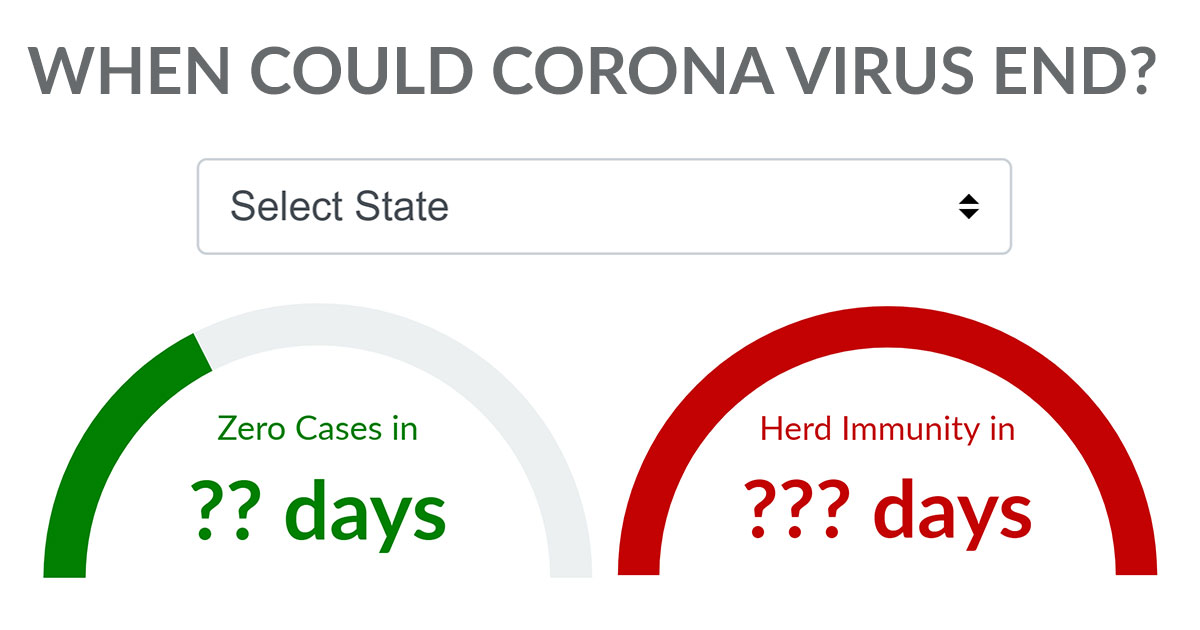 WHEN COULD CORONA VIRUS END?
Select State
Zero Cases in
?? days
Herd Immunity in
??? days